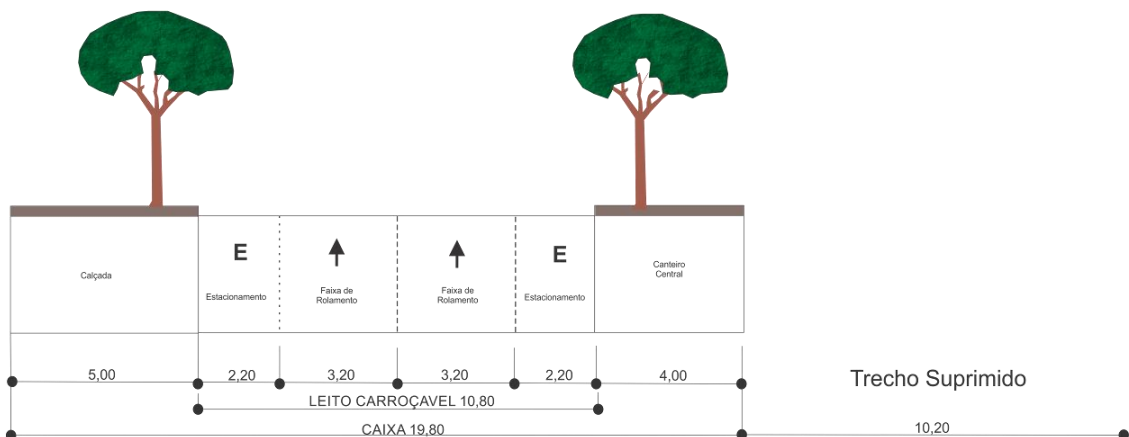 E
E
Calçada
Estacionamento
Faixa de
Rolamento
Faixa de
Rolamento
Estacionamento
Canteiro
Central
5,00
2,20
3,20
3,20
2,20
4,00
Trecho Suprimido
LEITO CARROÇAVEL 10,80
CAIXA 19,80
10,20